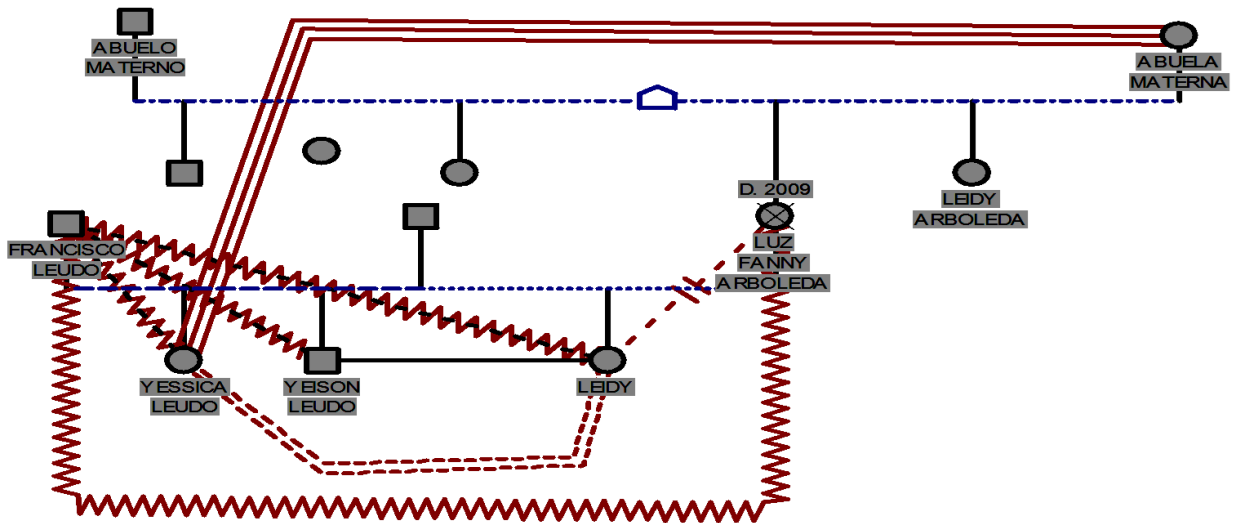 ABUELO
MATERNO
ABUELA
MATERNA
D. 2009
LUZ
FANNY
ARBOLEDA
LEIDY
ARBOLEDA
FRANCISCO
LEUDO
YESSICA
LEUDO
YEISON
LEUDO
LEIDY